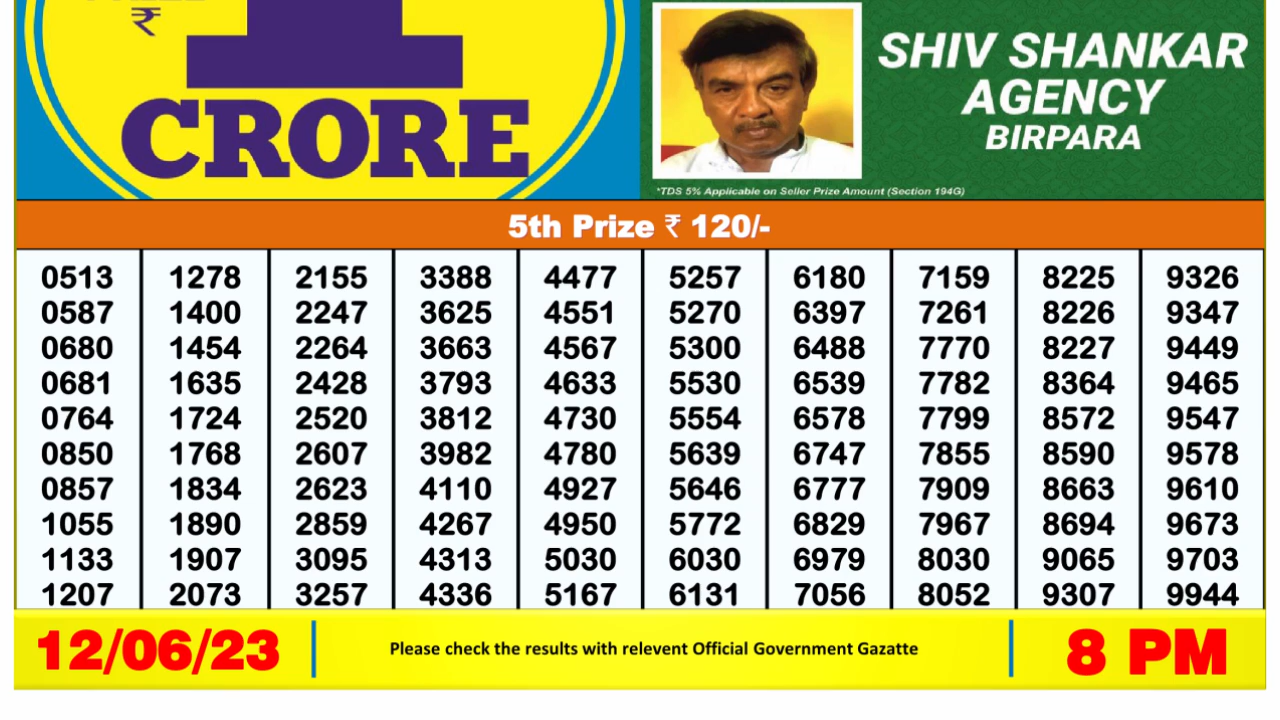 ₹
1
CRORE
SHIV SHANKAR
AGENCY
BIRPARA
*TDS 5% Applicable on Seller Prize Amount (Section 194G)
5th Prize ₹ 120/-
0513 1278 2155 3388 4477 5257 6180 7159 8225 9326
0587 1400 2247 3625 4551 5270 6397 7261 8226 9347
0680 1454 2264 3663 4567 5300 6488 7770 8227 9449
0681 1635 2428 3793 4633 5530 6539 7782 8364 9465
0764 1724 2520 3812 4730 5554 6578 7799 8572 9547
0850 1768 2607 3982 4780 5639 6747 7855 8590 9578
0857 1834 2623 4110 4927 5646 6777 7909 8663 9610
1055 1890 2859 4267 4950 5772 6829 7967 8694 9673
1133 1907 3095 4313 5030 6030 6979 8030 9065 9703
1207 2073 3257 4336 5167 6131 7056 8052 9307 9944
12/06/23 Please check the results with relevent Official Government Gazatte 8 PM